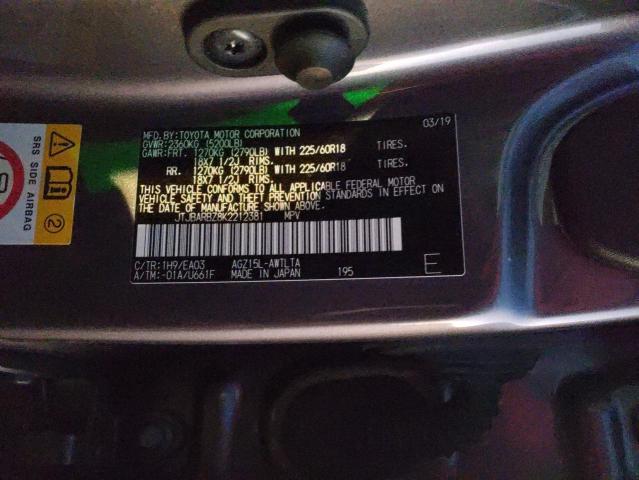 MFD.BY:TOYOTA MOTOR CORPORATION 03/19
GVWR:2360KG (5200LB)
GAWR:FRT. 1270KG (2790LB) WITH 225/60R18 TIRES.
18X7 1/2J RIMS.
RR. 1270KG (2790LB) WITH 225/60R18 TIRES.
18X7 1/2J RIMS.
THIS VEHICLE CONFORMS TO ALL APPLICABLE FEDERAL MOTOR
VEHICLE SAFETY AND THEFT PREVENTION STANDARDS IN EFFECT ON
THE DATE OF MANUFACTURE SHOWN ABOVE.
JTJBARBZ8K2212381 MPV
C/TR:1H9/EA03 AGZ15L-AWTLTA
A/TM:-01A/U661F MADE IN JAPAN 195 E
SRS SIDE AIRBAG
2